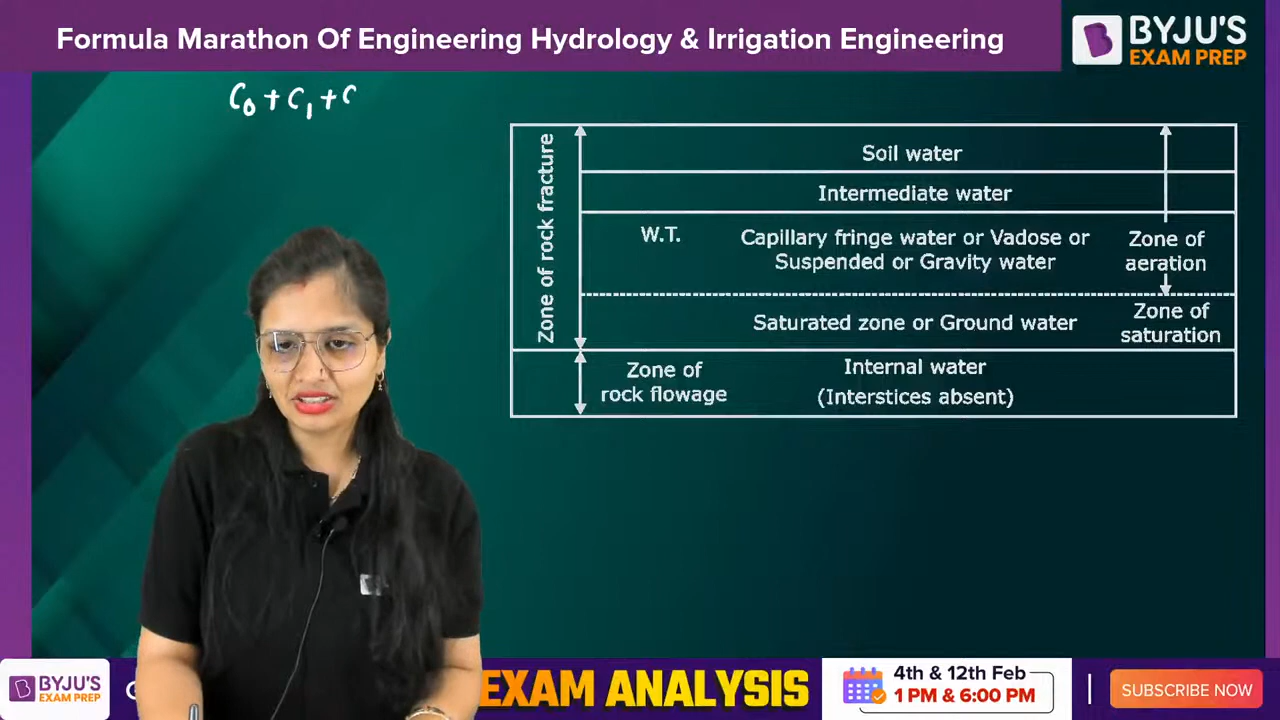 Formula Marathon Of Engineering Hydrology & Irrigation Engineering
BYJU'S
EXAM PREP
C₀ + C₁ + C
Zone of rock fracture
Soil water
Intermediate water
W.T.
Capillary fringe water or Vadose or
Suspended or Gravity water
Zone of
aeration
Saturated zone or Ground water
Zone of
saturation
Zone of
rock flowage
Internal water
(Interstices absent)
BYJU'S
EXAM PREP
G
EXAM ANALYSIS
4th & 12th Feb
1 PM & 6:00 PM
SUBSCRIBE NOW